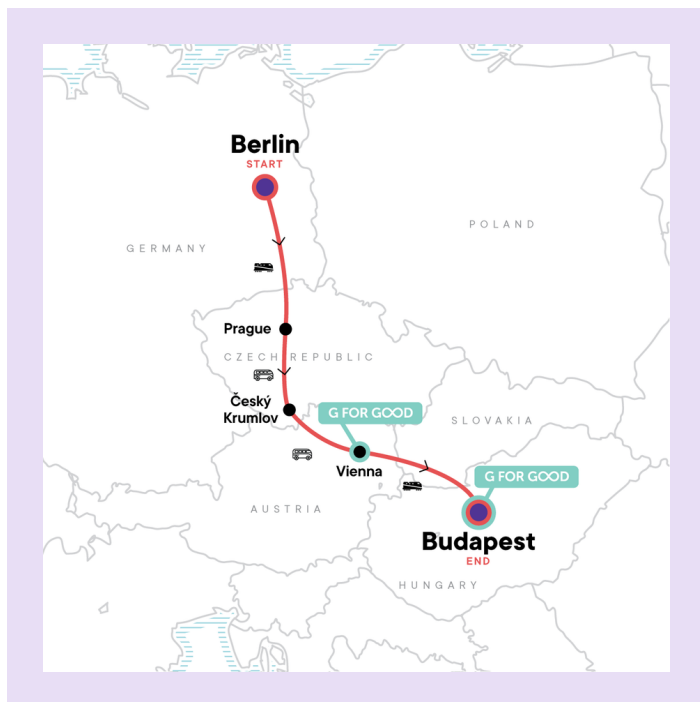 Berlin
START
POLAND
GERMANY
Prague
CZECH REPUBLIC
Český
Krumlov
G FOR GOOD
SLOVAKIA
Vienna
G FOR GOOD
AUSTRIA
Budapest
END
HUNGARY